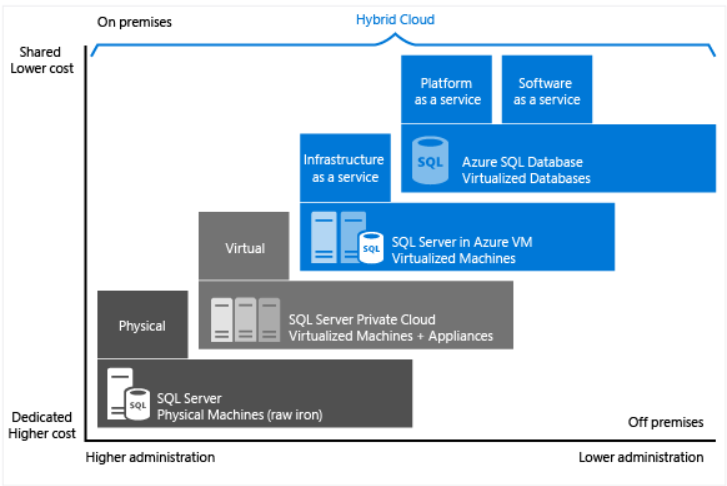 On premises
Hybrid Cloud
Shared
Lower cost
Platform
as a service
Software
as a service
SQL
Azure SQL Database
Virtualized Databases
Infrastructure
as a service
SQL
SQL Server in Azure VM
Virtualized Machines
Virtual
SQL Server Private Cloud
Virtualized Machines + Appliances
Physical
SQL
SQL Server
Physical Machines (raw iron)
Dedicated
Higher cost
Off premises
Higher administration
Lower administration